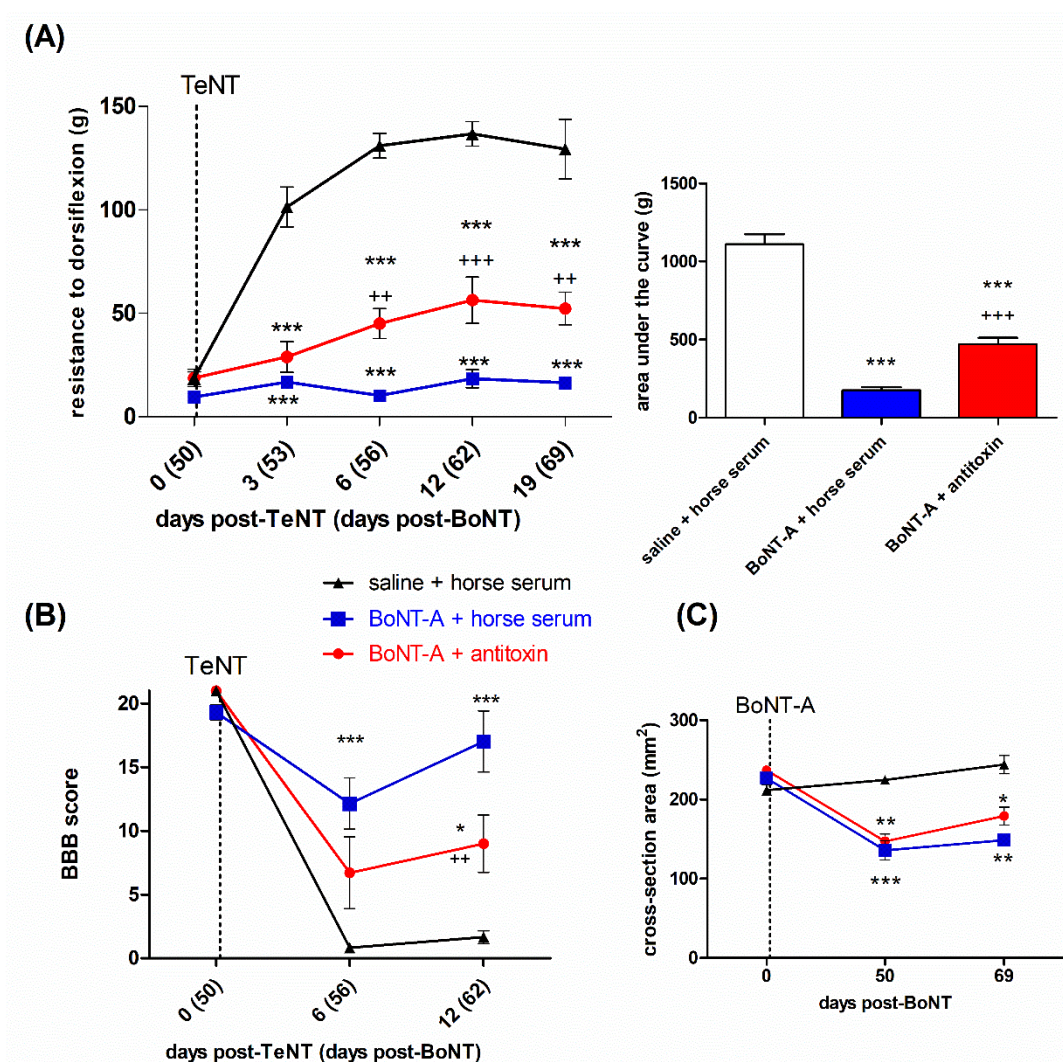 (A)
TeNT
resistance to dorsiflexion (g)
150
100
50
0
***
***
***
++
***
***
+++
***
***
++
***
0 (50)
3 (53)
6 (56)
12 (62)
19 (69)
days post-TeNT (days post-BoNT)
area under the curve (g)
1500
1000
500
0
***
***
+++
saline + horse serum
BoNT-A + horse serum
BoNT-A + antitoxin
saline + horse serum
BoNT-A + horse serum
BoNT-A + antitoxin
(B)
TeNT
BBB score
20
15
10
5
0
***
***
*
++
0 (50)
6 (56)
12 (62)
days post-TeNT (days post-BoNT)
(C)
BoNT-A
cross-section area (mm²)
300
200
100
0
**
***
*
**
0
50
69
days post-BoNT